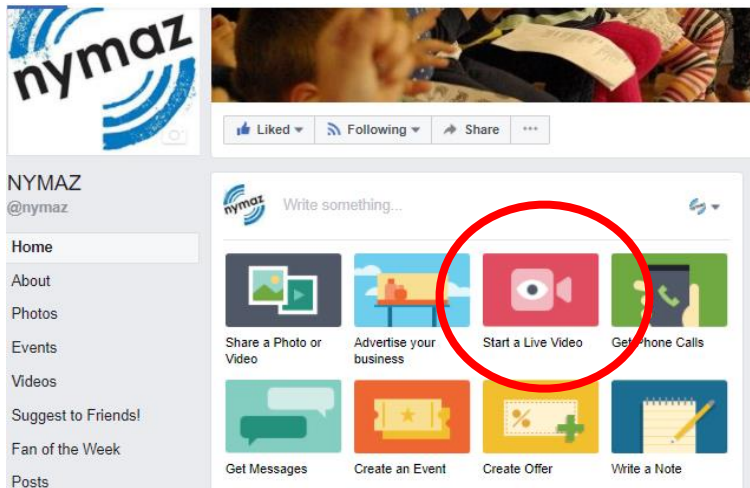 nymaz
Liked Following Share
NYMAZ
@nymaz
Home
About
Photos
Events
Videos
Suggest to Friends!
Fan of the Week
Posts
nymaz Write something...
Share a Photo or
Video
Advertise your
business
Start a Live Video
Get Phone Calls
Get Messages
Create an Event
Create Offer
Write a Note